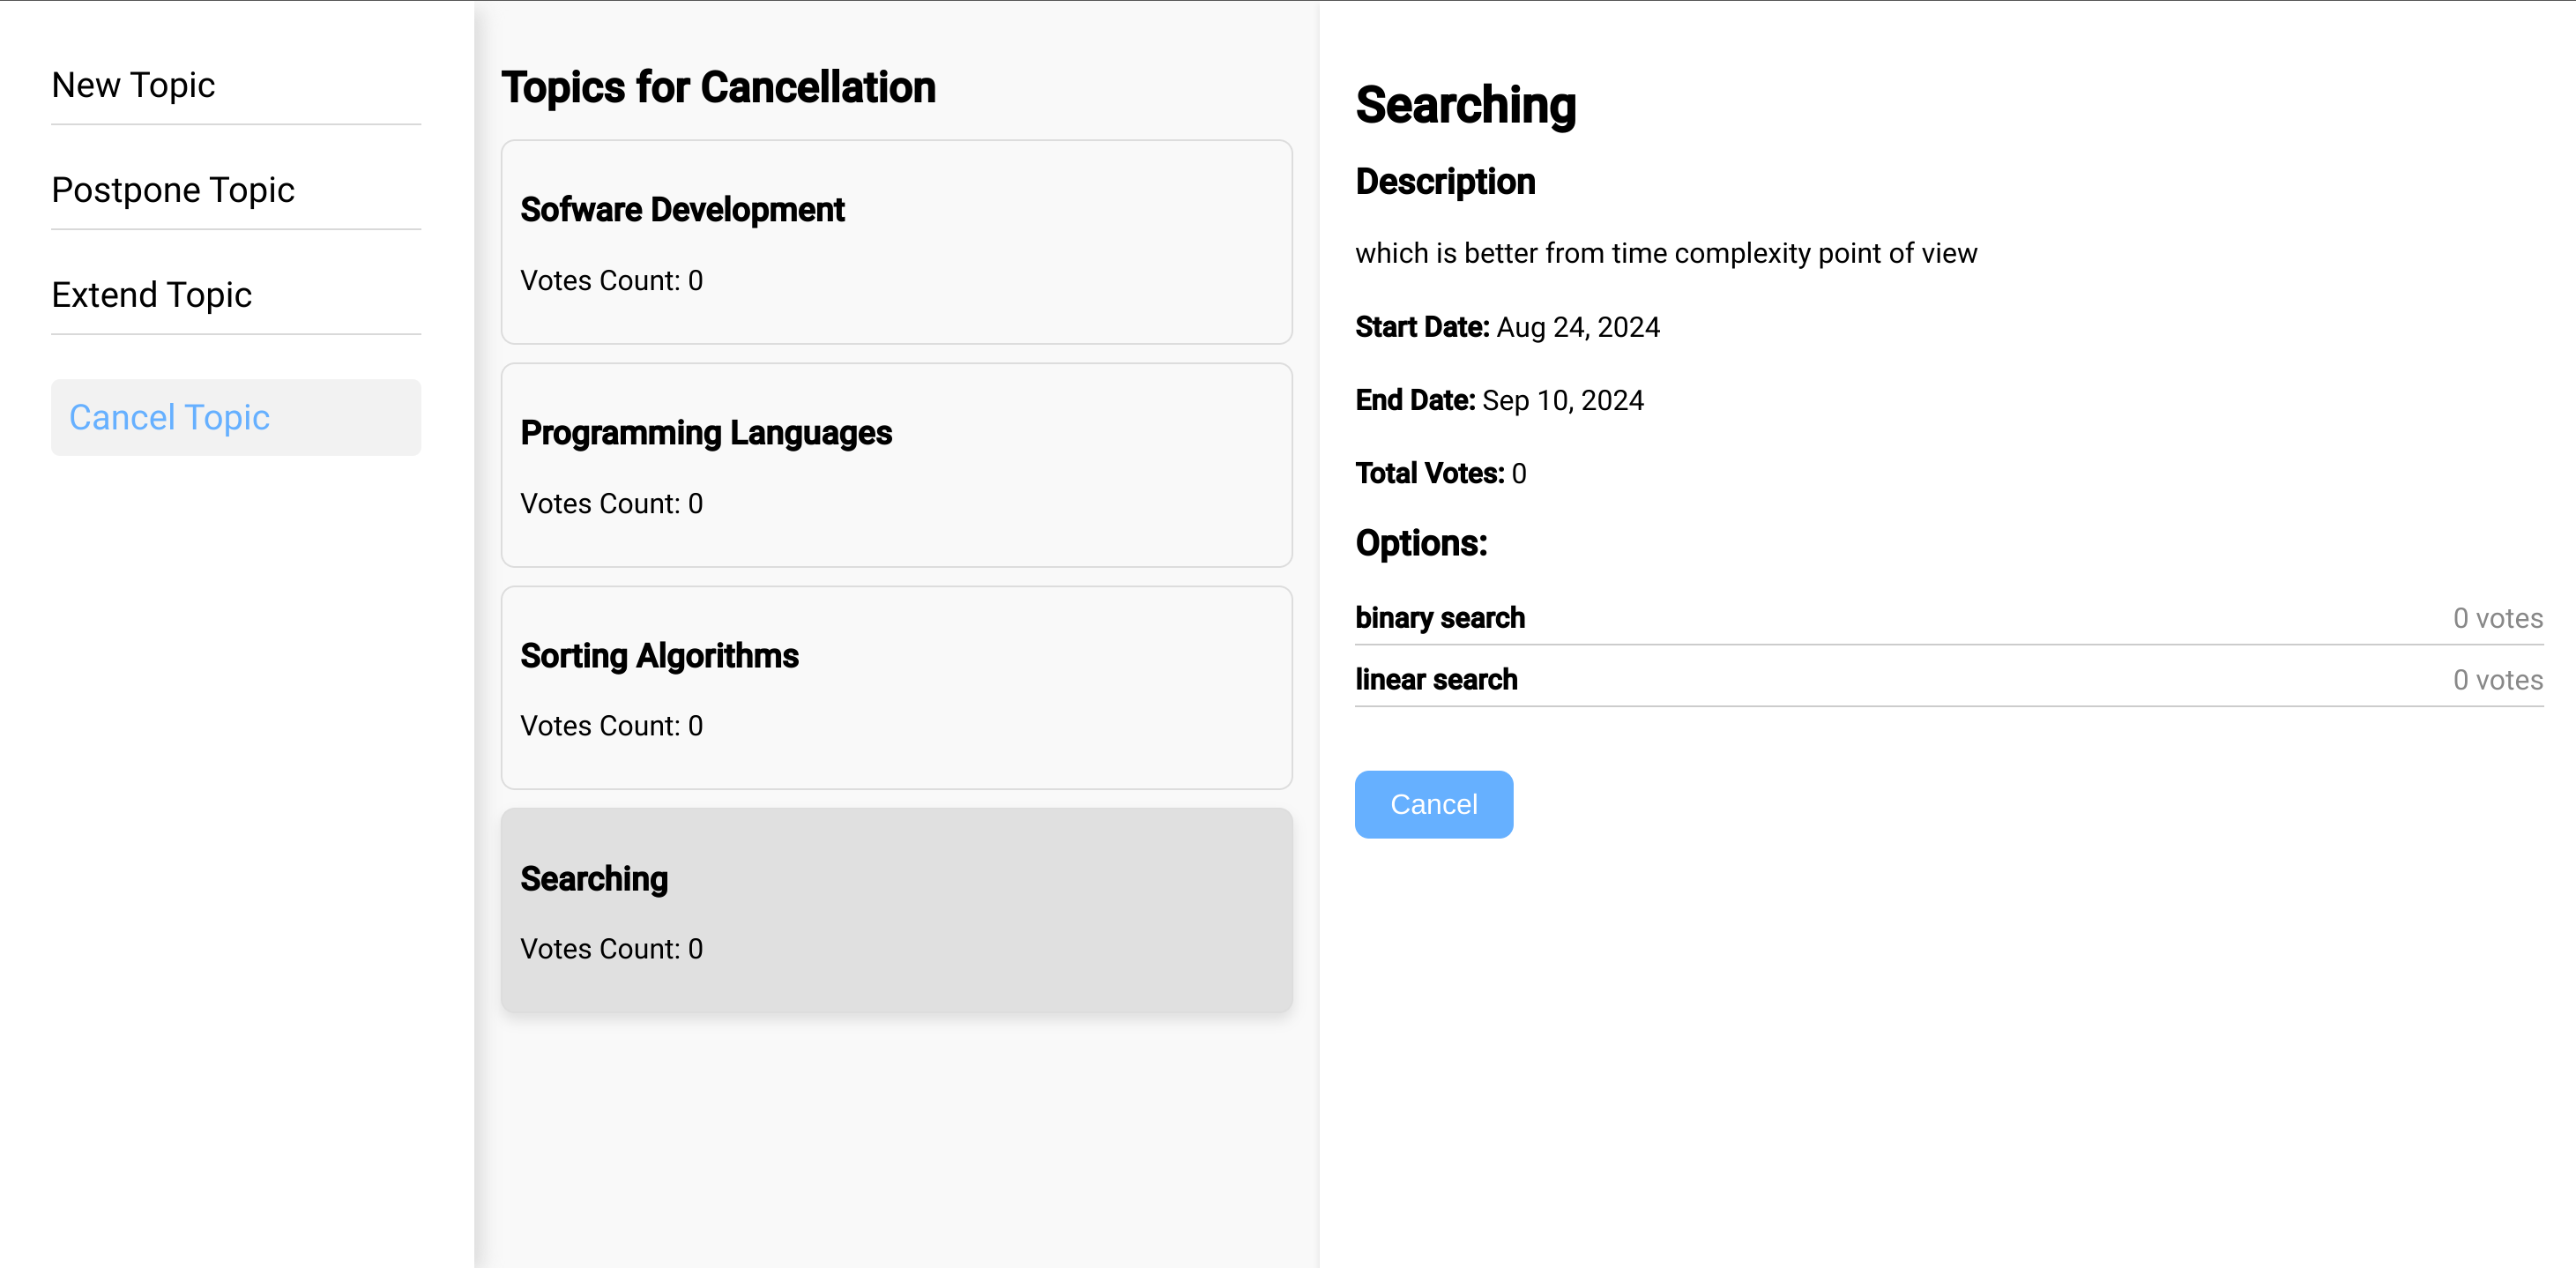 New Topic
Postpone Topic
Extend Topic
Cancel Topic
Topics for Cancellation
Sofware Development
Votes Count: 0
Programming Languages
Votes Count: 0
Sorting Algorithms
Votes Count: 0
Searching
Votes Count: 0
Searching
Description
which is better from time complexity point of view
Start Date: Aug 24, 2024
End Date: Sep 10, 2024
Total Votes: 0
Options:
binary search 0 votes
linear search 0 votes
Cancel